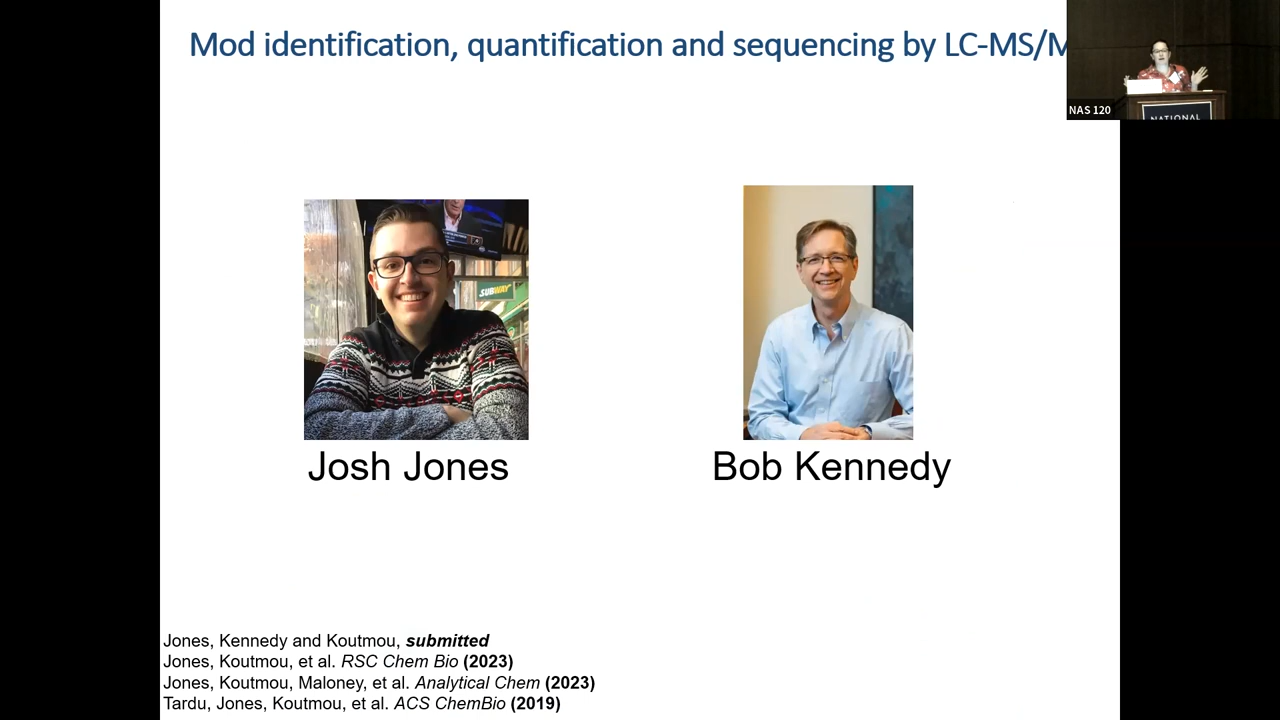 Mod identification, quantification and sequencing by LC-MS/M
NAS 120
NATIONAL
SUBWAY
Josh Jones
Bob Kennedy
Jones, Kennedy and Koutmou, submitted
Jones, Koutmou, et al. RSC Chem Bio (2023)
Jones, Koutmou, Maloney, et al. Analytical Chem (2023)
Tardu, Jones, Koutmou, et al. ACS ChemBio (2019)